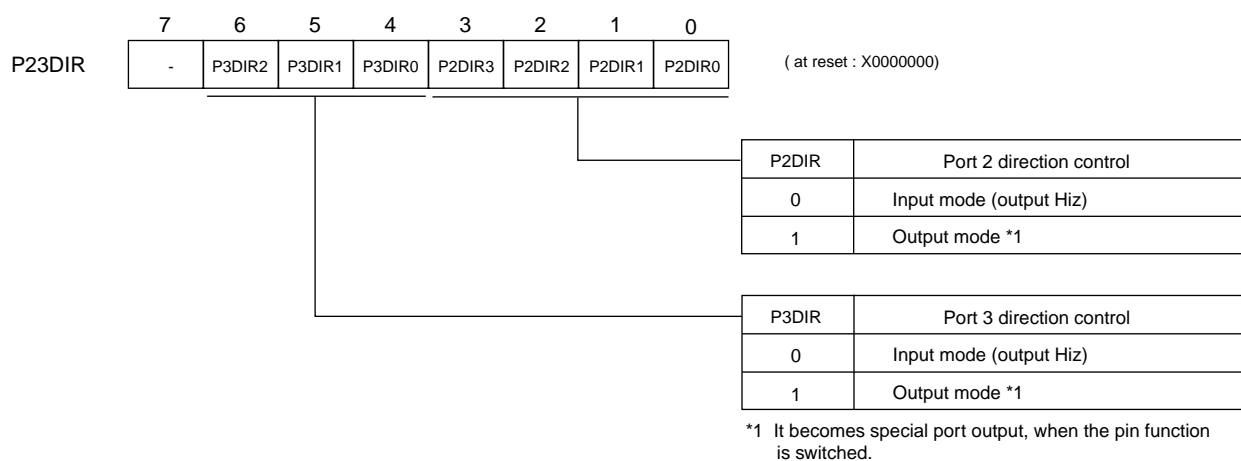 7 6 5 4 3 2 1 0
P23DIR - P3DIR2 P3DIR1 P3DIR0 P2DIR3 P2DIR2 P2DIR1 P2DIR0 ( at reset : X0000000)
P2DIR Port 2 direction control
0 Input mode (output Hiz)
1 Output mode *1
P3DIR Port 3 direction control
0 Input mode (output Hiz)
1 Output mode *1
*1 It becomes special port output, when the pin function
is switched.